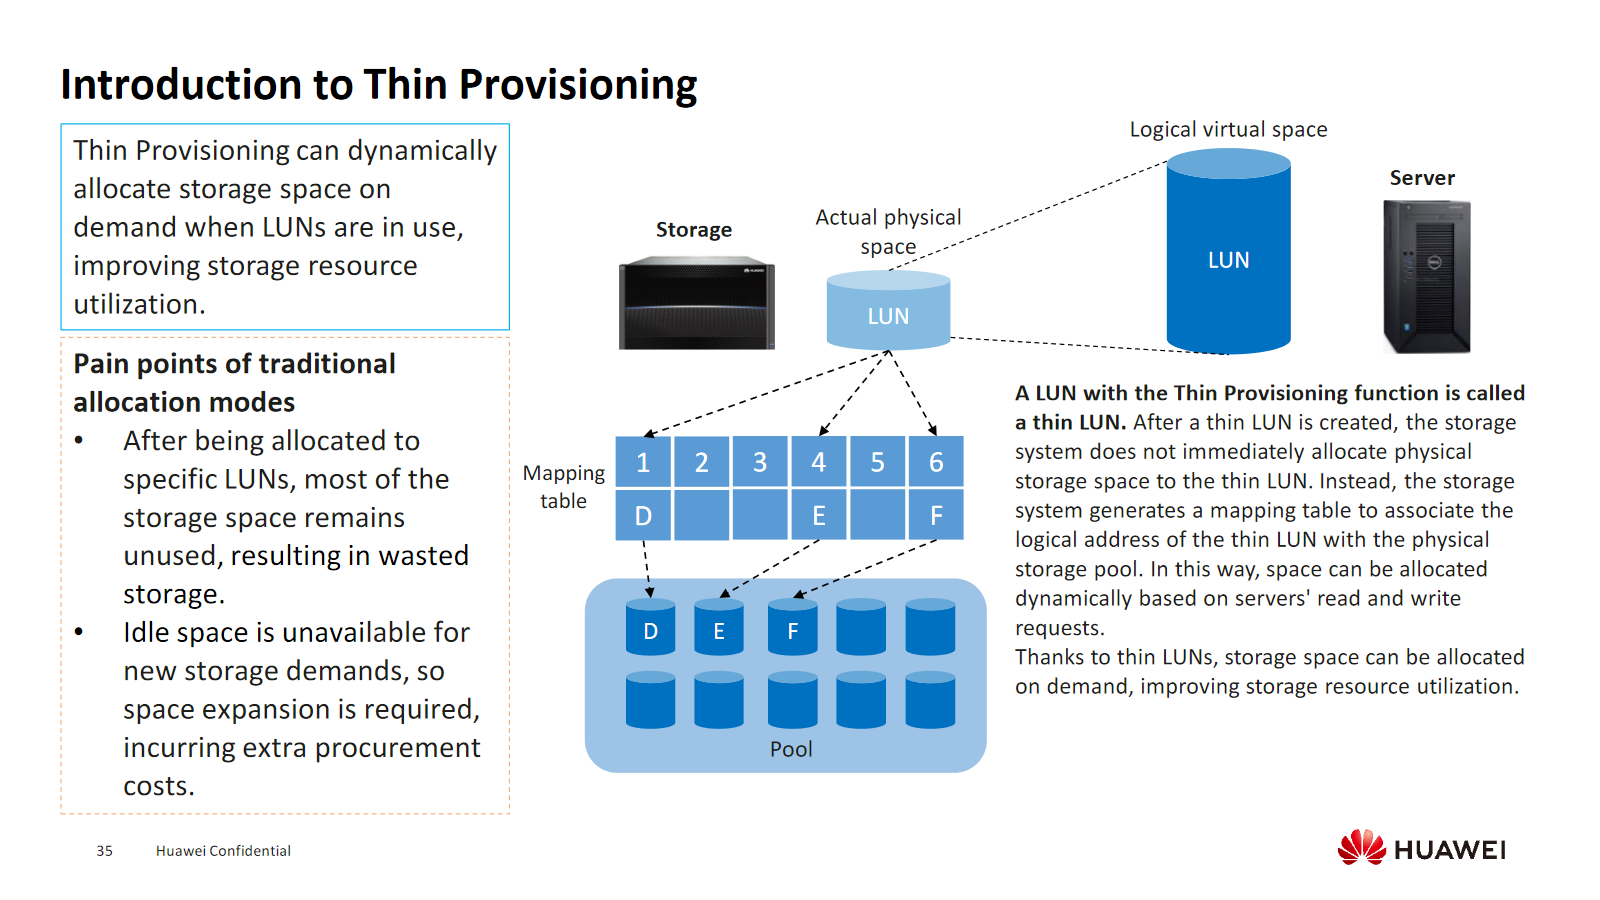 Introduction to Thin Provisioning
Thin Provisioning can dynamically
allocate storage space on
demand when LUNs are in use,
improving storage resource
utilization.
Pain points of traditional
allocation modes
• After being allocated to
specific LUNs, most of the
storage space remains
unused, resulting in wasted
storage.
• Idle space is unavailable for
new storage demands, so
space expansion is required,
incurring extra procurement
costs.
Storage
HUAWEI
Actual physical
space
LUN
Logical virtual space
LUN
Server
DELL
Mapping
table
1 2 3 4 5 6
D E F
D E F
Pool
A LUN with the Thin Provisioning function is called
a thin LUN. After a thin LUN is created, the storage
system does not immediately allocate physical
storage space to the thin LUN. Instead, the storage
system generates a mapping table to associate the
logical address of the thin LUN with the physical
storage pool. In this way, space can be allocated
dynamically based on servers' read and write
requests.
Thanks to thin LUNs, storage space can be allocated
on demand, improving storage resource utilization.
35 Huawei Confidential
HUAWEI